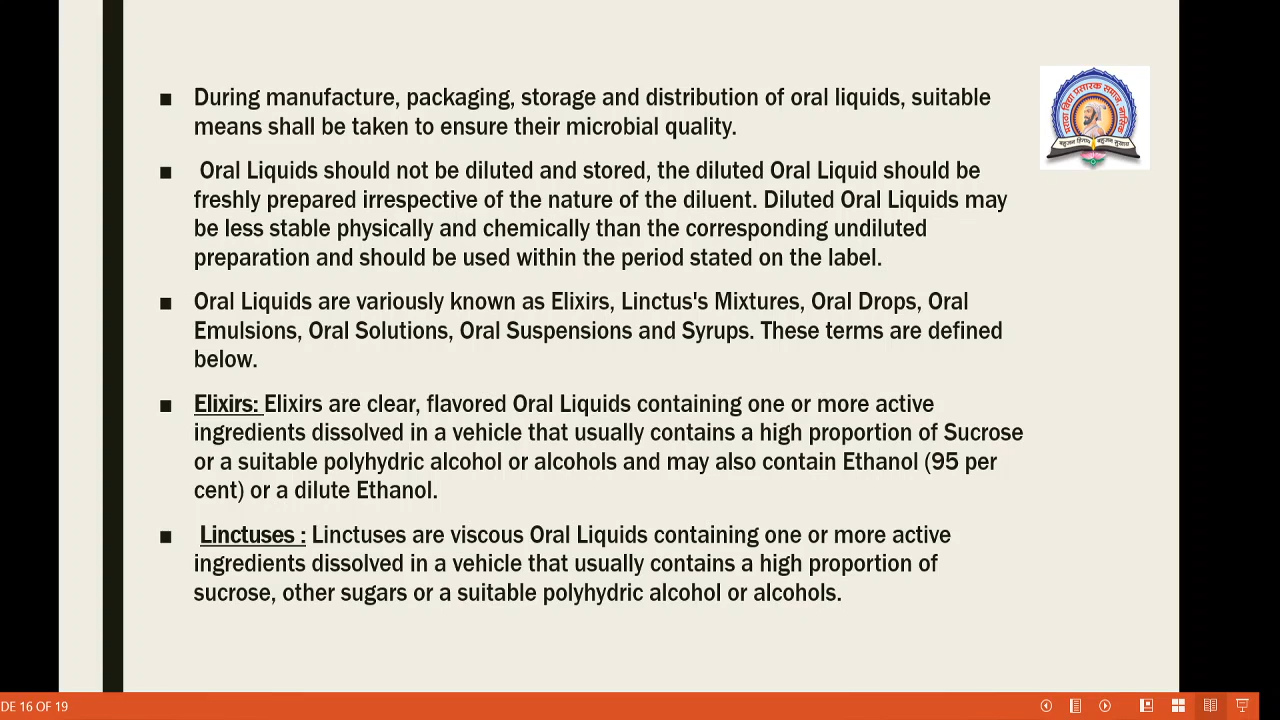 ■ During manufacture, packaging, storage and distribution of oral liquids, suitable
means shall be taken to ensure their microbial quality.
■ Oral Liquids should not be diluted and stored, the diluted Oral Liquid should be
freshly prepared irrespective of the nature of the diluent. Diluted Oral Liquids may
be less stable physically and chemically than the corresponding undiluted
preparation and should be used within the period stated on the label.
■ Oral Liquids are variously known as Elixirs, Linctus's Mixtures, Oral Drops, Oral
Emulsions, Oral Solutions, Oral Suspensions and Syrups. These terms are defined
below.
■ Elixirs: Elixirs are clear, flavored Oral Liquids containing one or more active
ingredients dissolved in a vehicle that usually contains a high proportion of Sucrose
or a suitable polyhydric alcohol or alcohols and may also contain Ethanol (95 per
cent) or a dilute Ethanol.
■ Linctuses : Linctuses are viscous Oral Liquids containing one or more active
ingredients dissolved in a vehicle that usually contains a high proportion of
sucrose, other sugars or a suitable polyhydric alcohol or alcohols.
मराठा विद्या प्रसारक समाज नाशिक
बहुजन हिताय बहुजन सुखाय
DE 16 OF 19